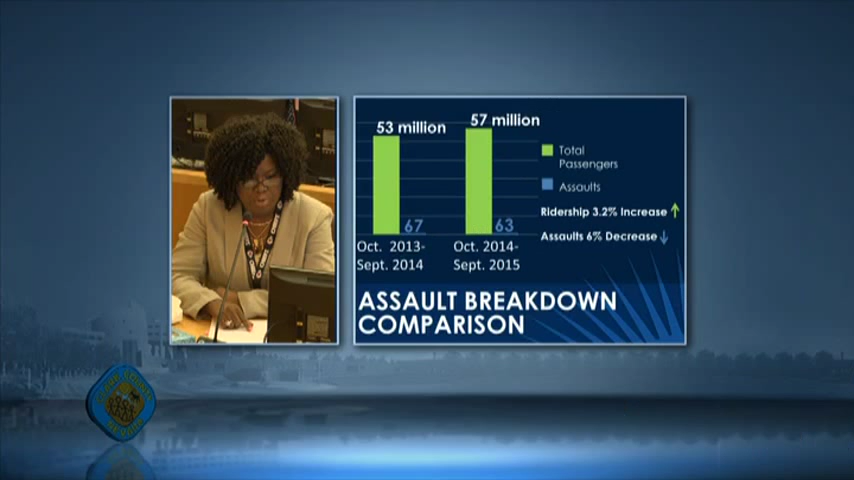 53 million
57 million
Total
Passengers
Assaults
67
63
Ridership 3.2% Increase
Assaults 6% Decrease
Oct. 2013-
Sept. 2014
Oct. 2014-
Sept. 2015
ASSAULT BREAKDOWN
COMPARISON